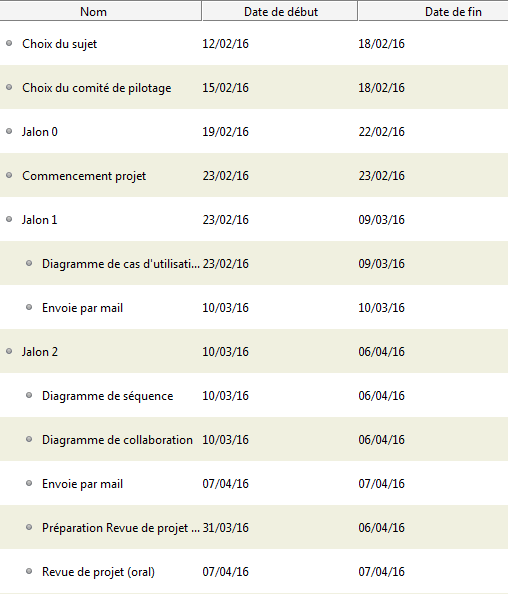 Nom Date de début Date de fin
Choix du sujet 12/02/16 18/02/16
Choix du comité de pilotage 15/02/16 18/02/16
Jalon 0 19/02/16 22/02/16
Commencement projet 23/02/16 23/02/16
Jalon 1 23/02/16 09/03/16
Diagramme de cas d'utilisati... 23/02/16 09/03/16
Envoie par mail 10/03/16 10/03/16
Jalon 2 10/03/16 06/04/16
Diagramme de séquence 10/03/16 06/04/16
Diagramme de collaboration 10/03/16 06/04/16
Envoie par mail 07/04/16 07/04/16
Préparation Revue de projet ... 31/03/16 06/04/16
Revue de projet (oral) 07/04/16 07/04/16